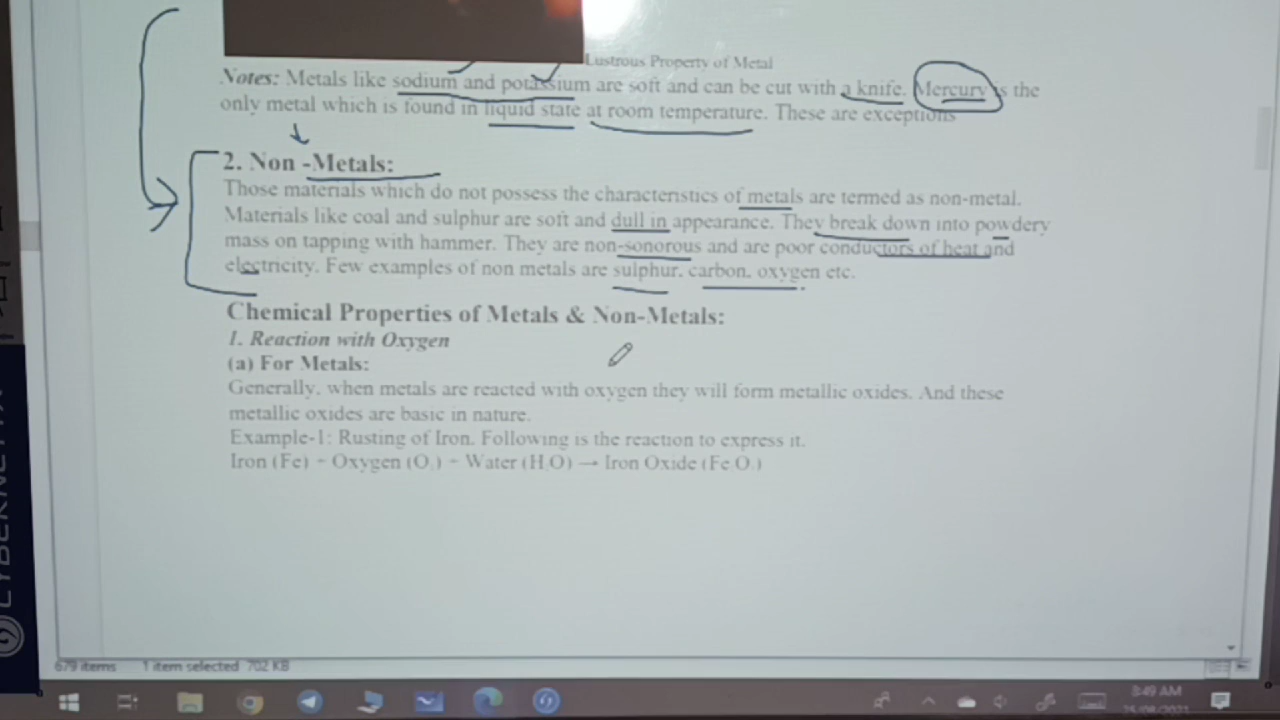 Lustrous Property of Metal
Notes: Metals like sodium and potassium are soft and can be cut with a knife. Mercury is the
only metal which is found in liquid state at room temperature. These are exceptions
2. Non -Metals:
Those materials which do not possess the characteristics of metals are termed as non-metal.
Materials like coal and sulphur are soft and dull in appearance. They break down into powdery
mass on tapping with hammer. They are non-sonorous and are poor conductors of heat and
electricity. Few examples of non metals are sulphur, carbon, oxygen etc.
Chemical Properties of Metals & Non-Metals:
1. Reaction with Oxygen
(a) For Metals:
Generally, when metals are reacted with oxygen they will form metallic oxides. And these
metallic oxides are basic in nature.
Example-1: Rusting of Iron. Following is the reaction to express it.
Iron (Fe) + Oxygen (O₂) + Water (H₂O) → Iron Oxide (Fe₂O₃)
679 items 1 item selected 702 KB
3:49 AM